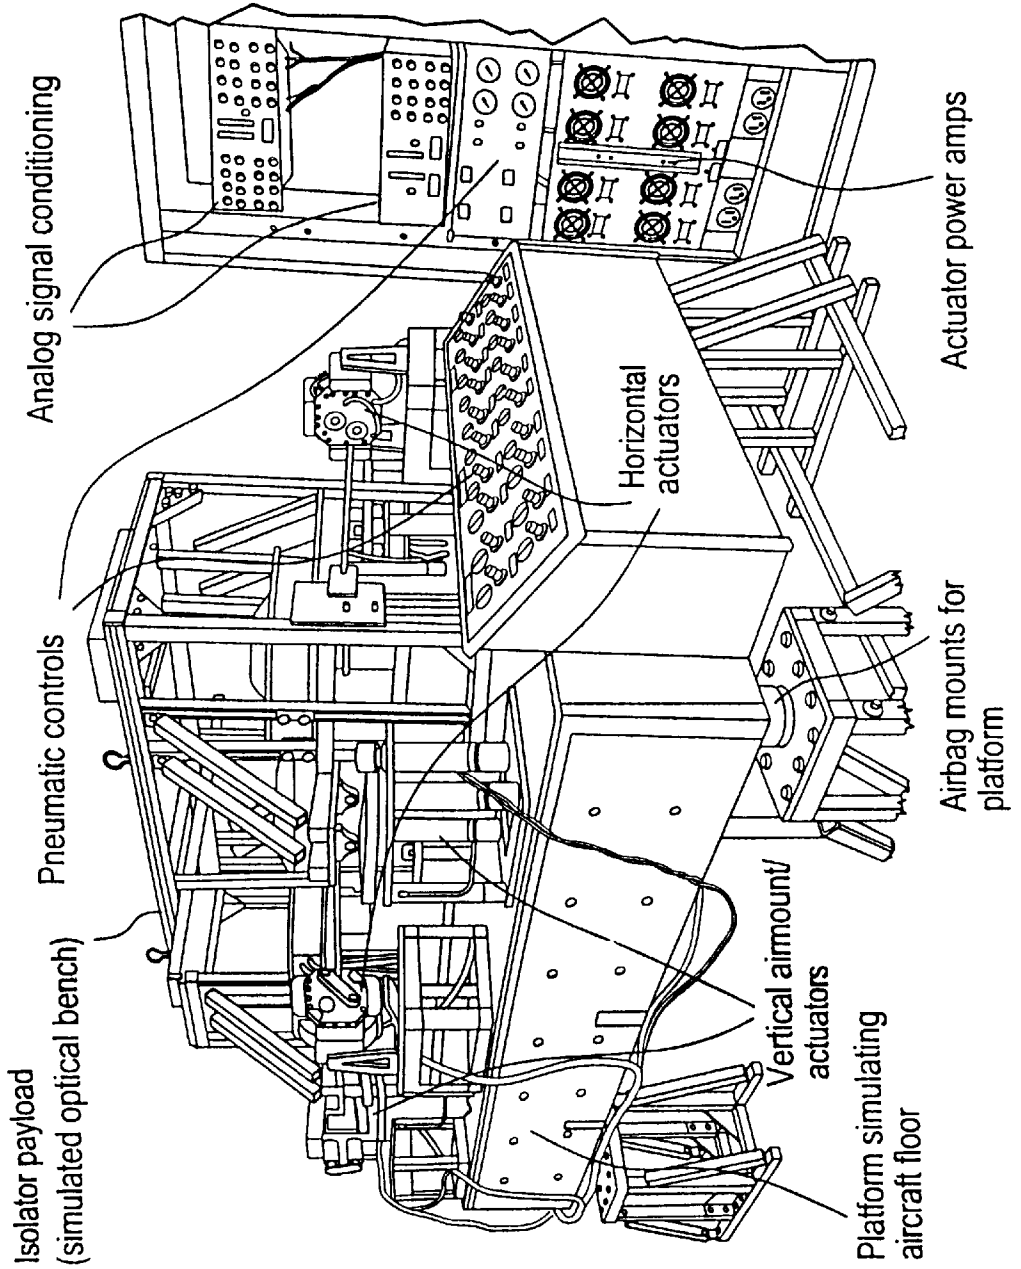 Isolator payload
(simulated optical bench)
Pneumatic controls
Analog signal conditioning
Horizontal
actuators
Vertical airmount/
actuators
Platform simulating
aircraft floor
Airbag mounts for
platform
Actuator power amps